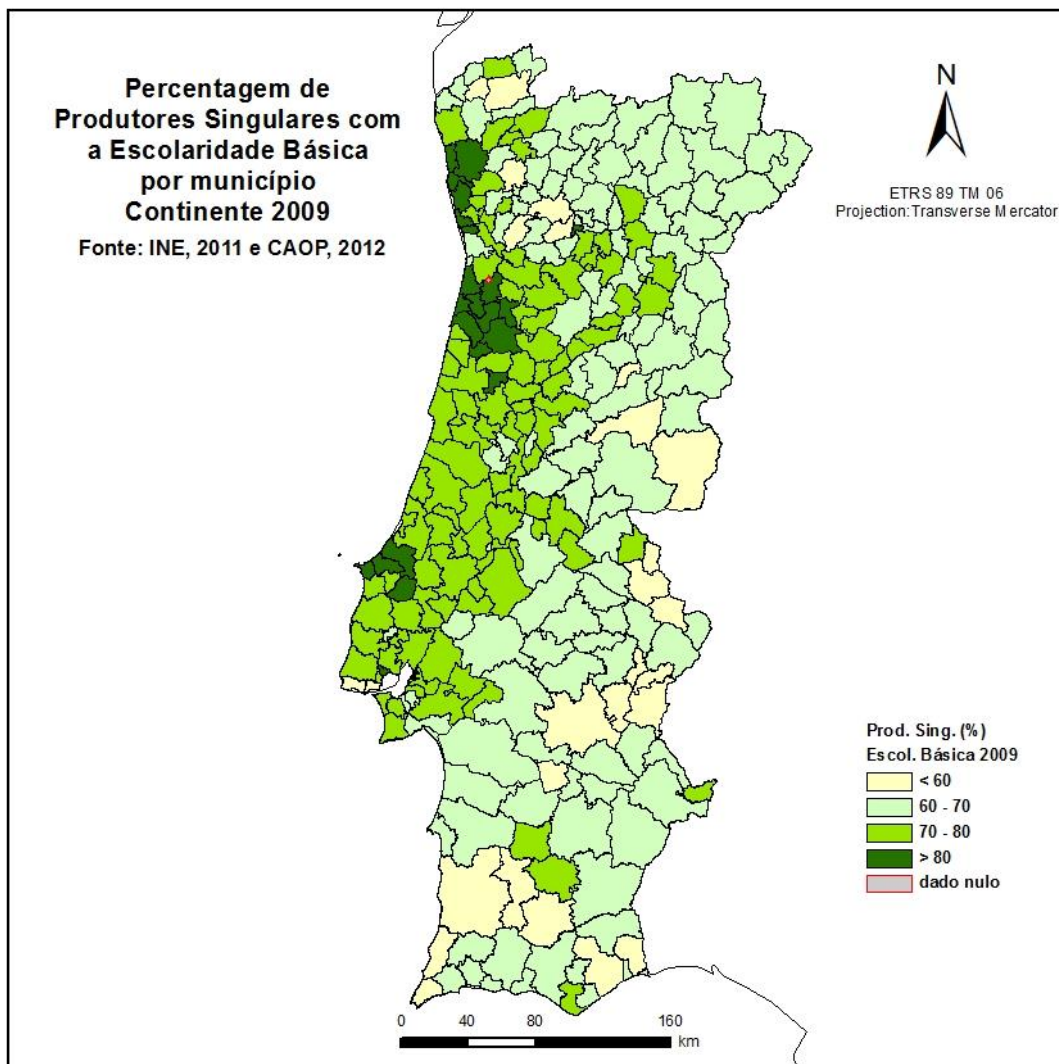 Percentagem de
Produtores Singulares com
a Escolaridade Básica
por município
Continente 2009
Fonte: INE, 2011 e CAOP, 2012
N
ETRS 89 TM 06
Projection: Transverse Mercator
Prod. Sing. (%)
Escol. Básica 2009
< 60
60 - 70
70 - 80
> 80
dado nulo
0 40 80 160
km